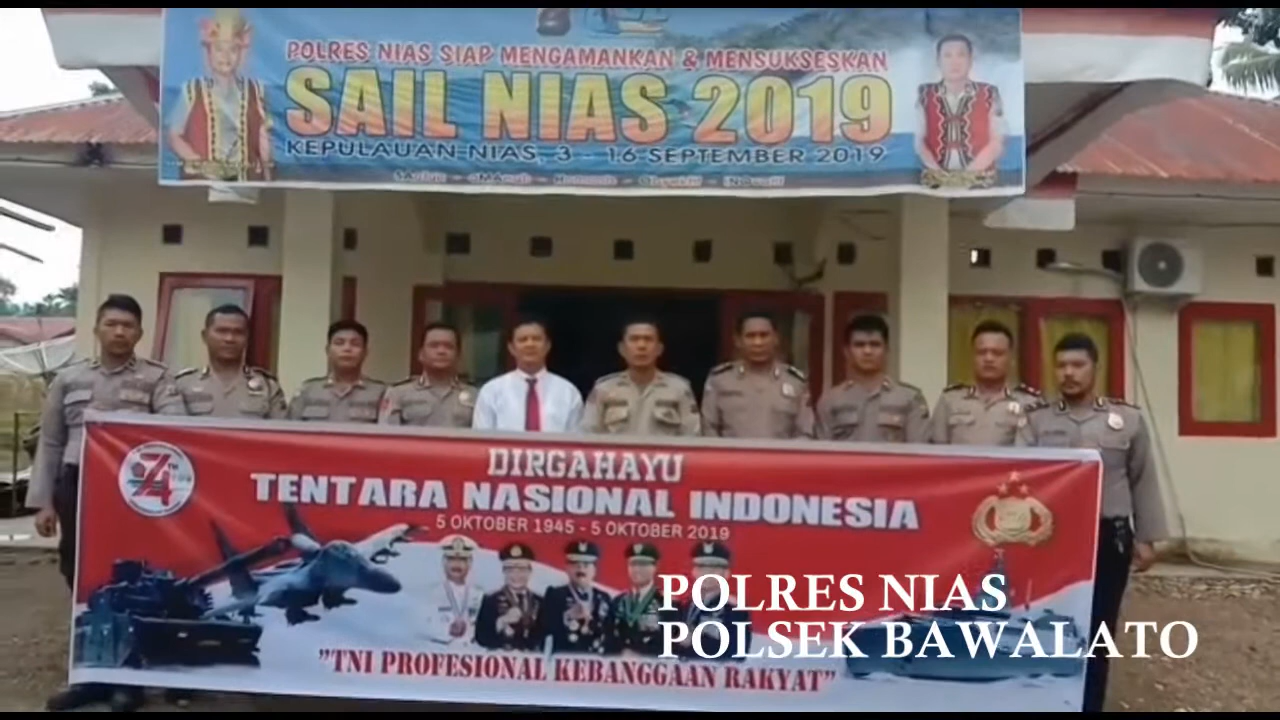 POLRES NIAS SIAP MENGAMANKAN & MENSUKSESKAN
SAIL NIAS 2019
KEPULAUAN NIAS, 3 - 16 SEPTEMBER 2019
DIRGAHAYU
TENTARA NASIONAL INDONESIA
5 OKTOBER 1945 - 5 OKTOBER 2019
"TNI PROFESIONAL KEBANGGAAN RAKYAT"
POLRES NIAS
POLSEK BAWALATO